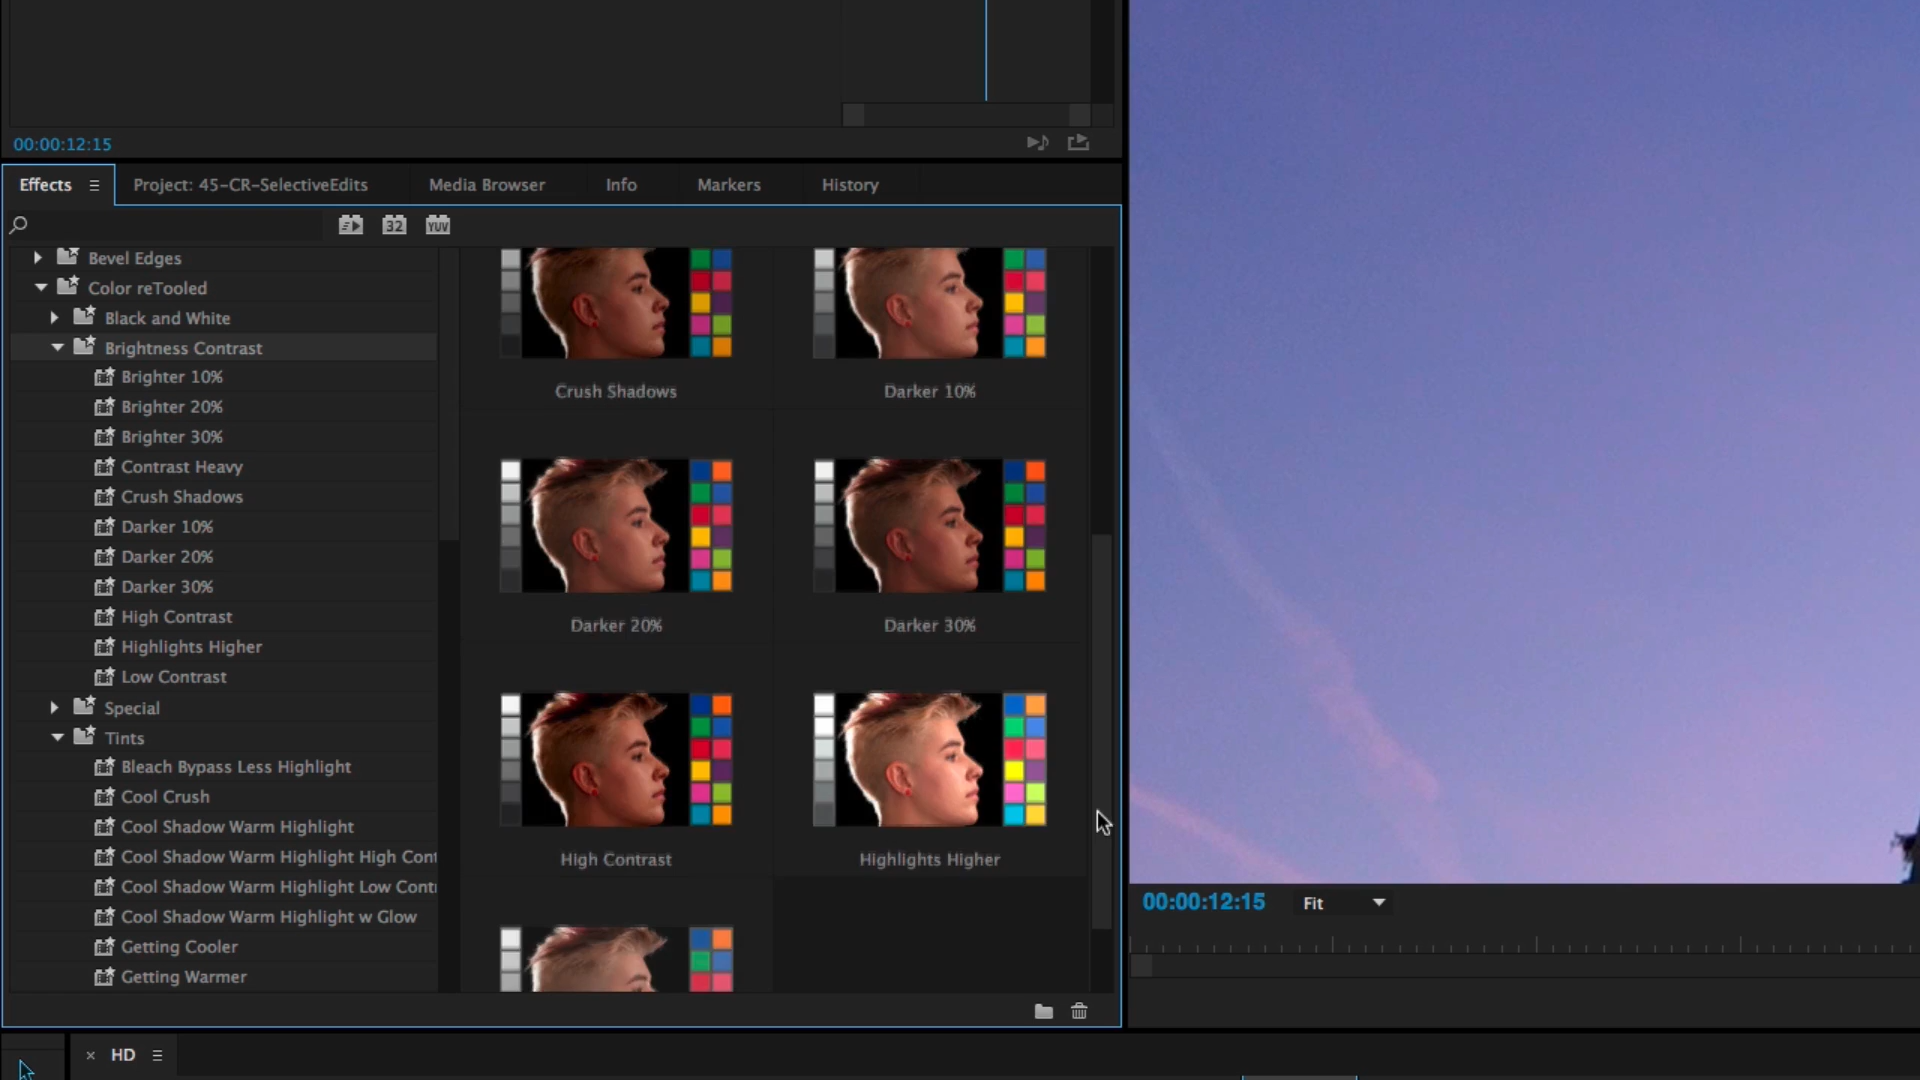 00:00:12:15
Effects
Project: 45-CR-SelectiveEdits
Media Browser
Info
Markers
History
32
YUV
Bevel Edges
Color reTooled
Black and White
Brightness Contrast
Brighter 10%
Brighter 20%
Brighter 30%
Contrast Heavy
Crush Shadows
Darker 10%
Darker 20%
Darker 30%
High Contrast
Highlights Higher
Low Contrast
Special
Tints
Bleach Bypass Less Highlight
Cool Crush
Cool Shadow Warm Highlight
Cool Shadow Warm Highlight High Cont
Cool Shadow Warm Highlight Low Contr
Cool Shadow Warm Highlight w Glow
Getting Cooler
Getting Warmer
Crush Shadows
Darker 10%
Darker 20%
Darker 30%
High Contrast
Highlights Higher
00:00:12:15
Fit
HD